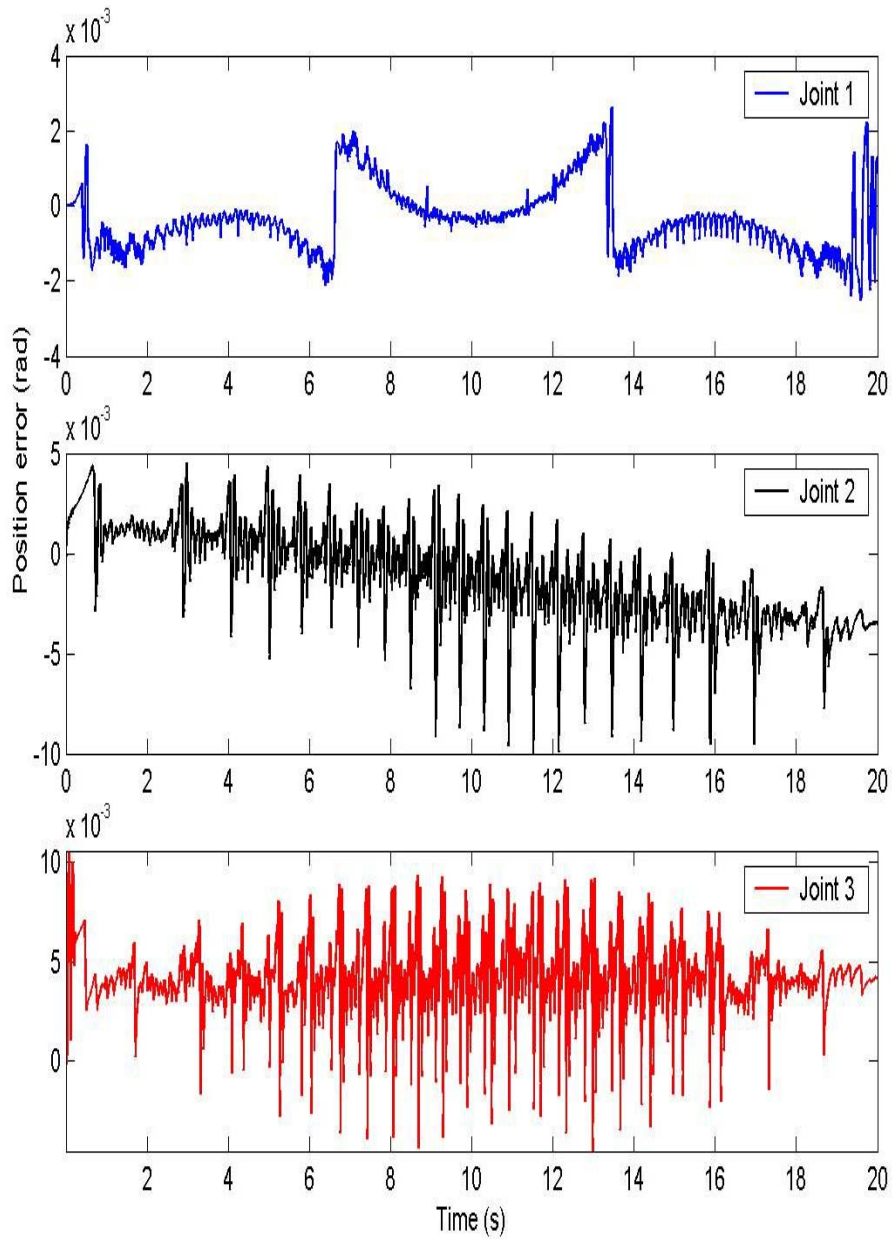 x 10-3
4
2
0
-2
-4
Joint 1
0 2 4 6 8 10 12 14 16 18 20
Position error (rad)
x 10-3
5
0
-5
-10
Joint 2
0 2 4 6 8 10 12 14 16 18 20
x 10-3
10
5
0
Joint 3
2 4 6 8 10 12 14 16 18 20
Time (s)